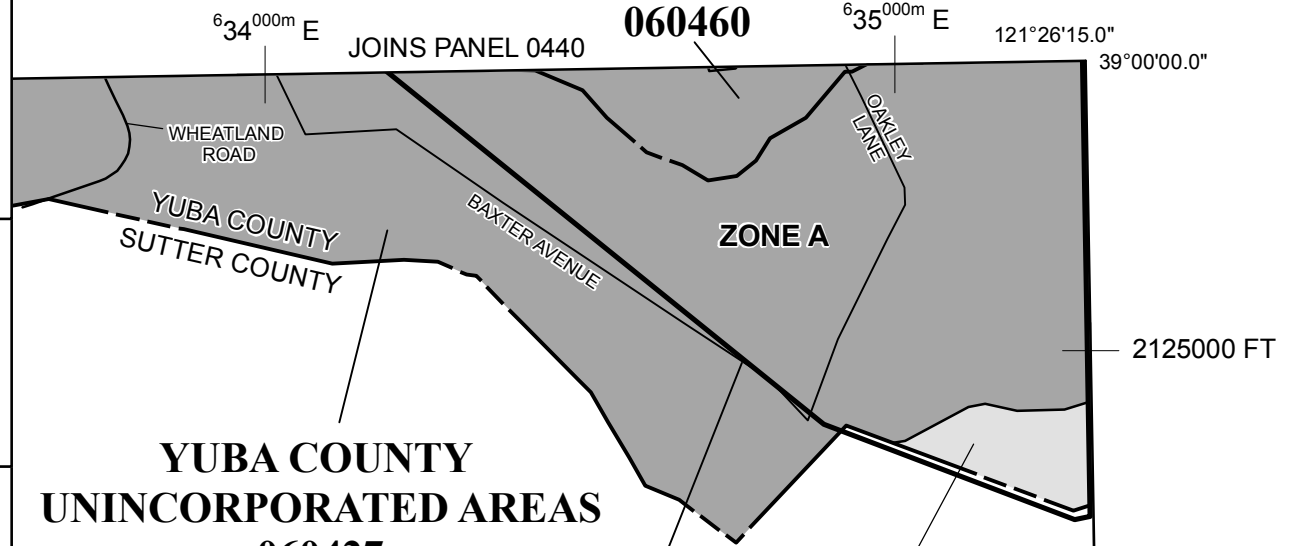 060460
⁶34⁰⁰⁰ᵐ E
JOINS PANEL 0440
⁶35⁰⁰⁰ᵐ E
121°26'15.0"
39°00'00.0"
WHEATLAND
ROAD
OAKLEY
LANE
YUBA COUNTY
SUTTER COUNTY
BAXTER AVENUE
ZONE A
2125000 FT
YUBA COUNTY
UNINCORPORATED AREAS